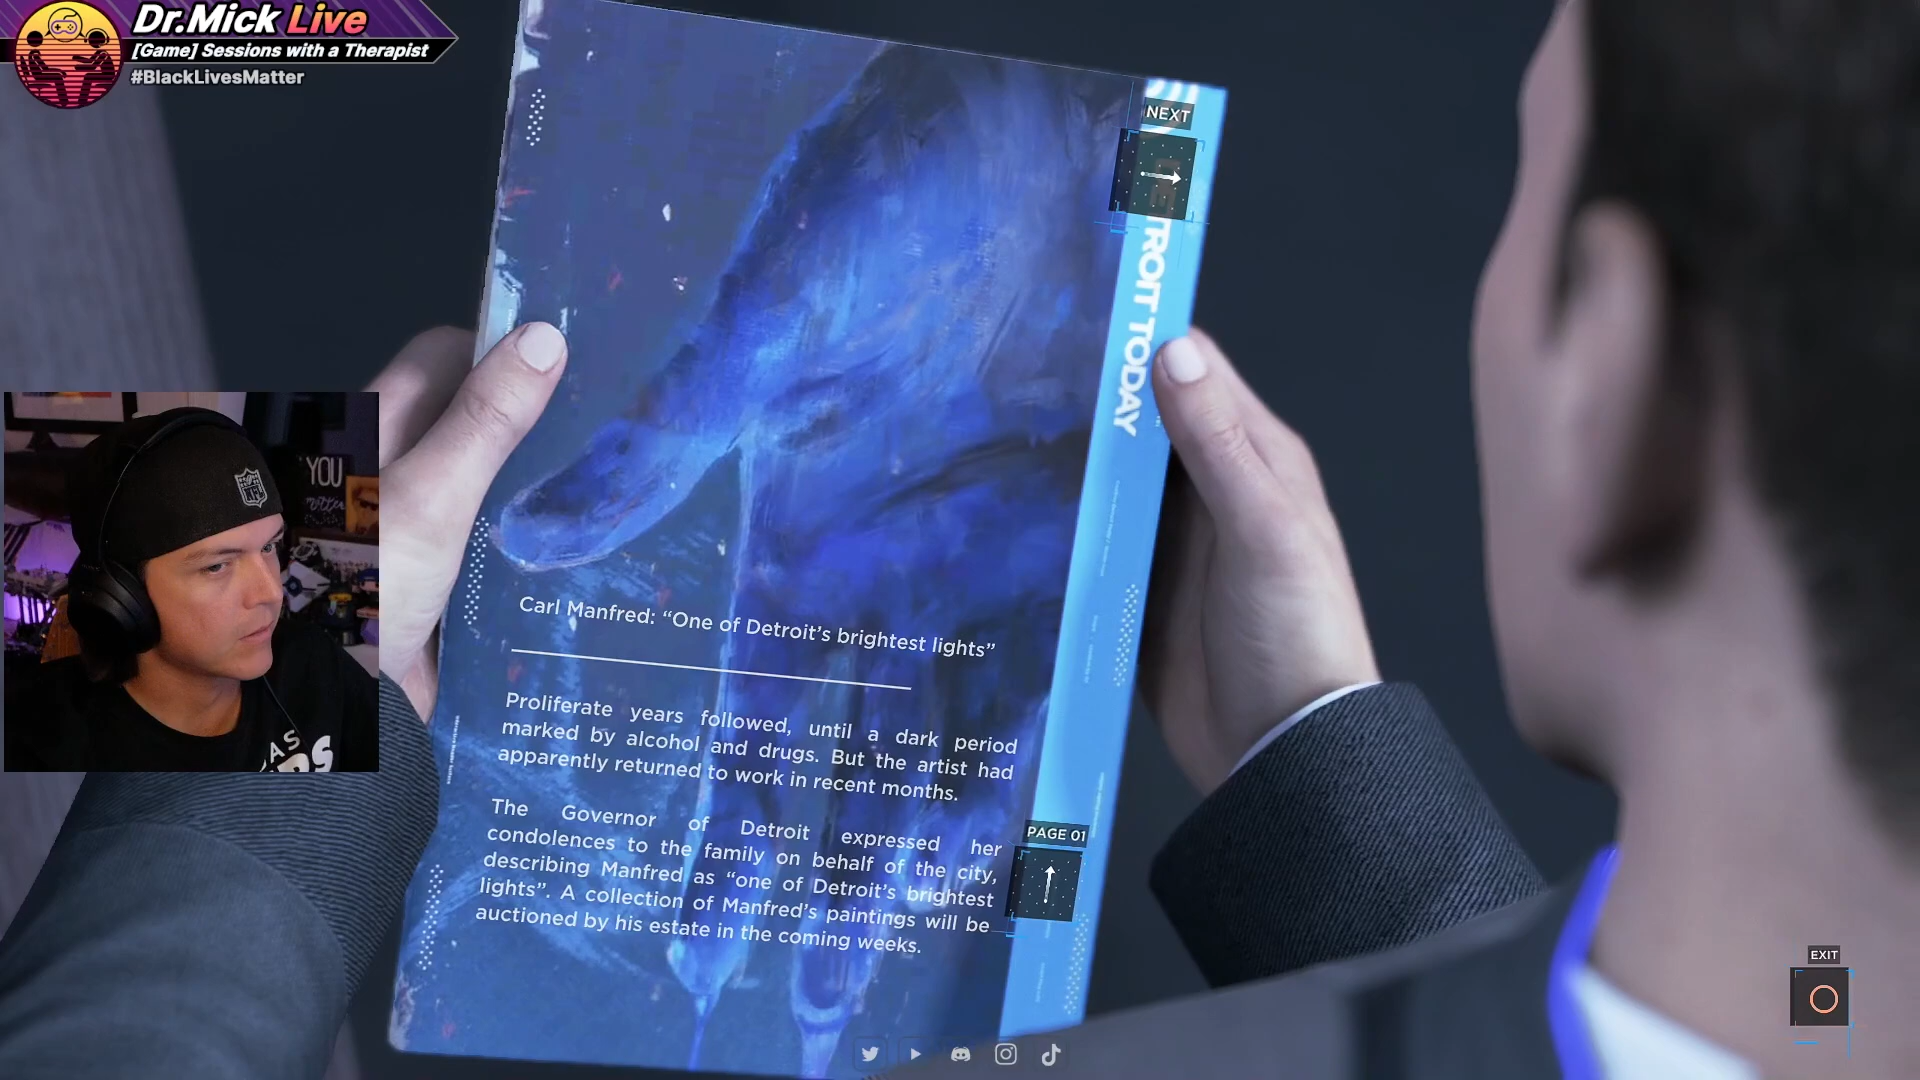 Dr.Mick Live
[Game] Sessions with a Therapist
#BlackLivesMatter
NEXT
TROIT TODAY
YOU
matter
NFL
Carl Manfred: “One of Detroit’s brightest lights”
Proliferate years followed, until a dark period
marked by alcohol and drugs. But the artist had
apparently returned to work in recent months.
The Governor of Detroit expressed her
condolences to the family on behalf of the city,
describing Manfred as “one of Detroit’s brightest
lights”. A collection of Manfred’s paintings will be
auctioned by his estate in the coming weeks.
PAGE 01
EXIT